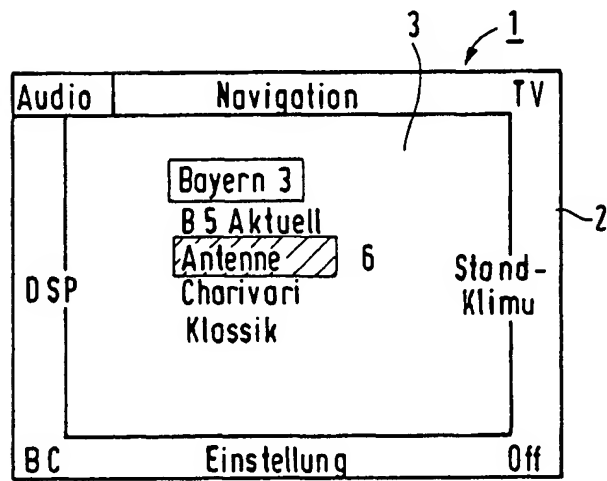 3
1
Audio Navigation TV
Bayern 3
B5 Aktuell
Antenne 6
Charivari
Klassik
DSP
Stand-
Klimu
2
BC Einstellung Off